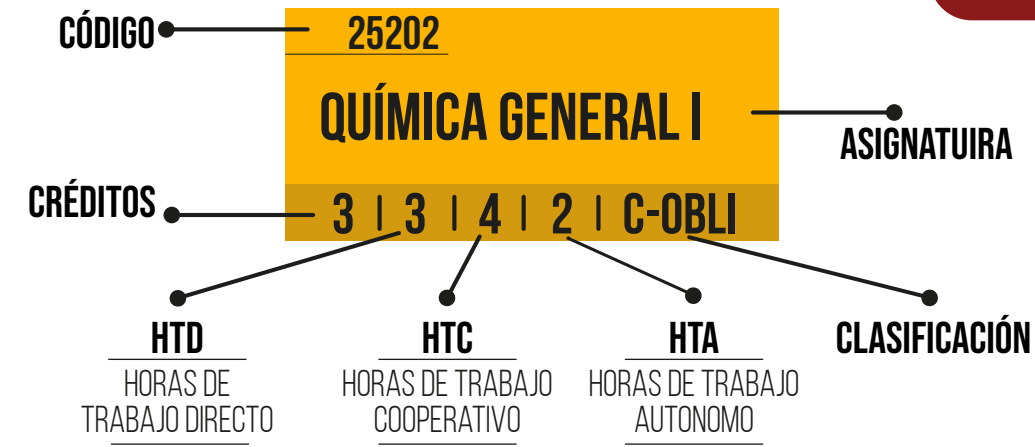 CÓDIGO
25202
QUÍMICA GENERAL I
ASIGNATUIRA
CRÉDITOS
3 | 3 | 4 | 2 | C-OBLI
HTD
HORAS DE
TRABAJO DIRECTO
HTC
HORAS DE TRABAJO
COOPERATIVO
HTA
HORAS DE TRABAJO
AUTONOMO
CLASIFICACIÓN